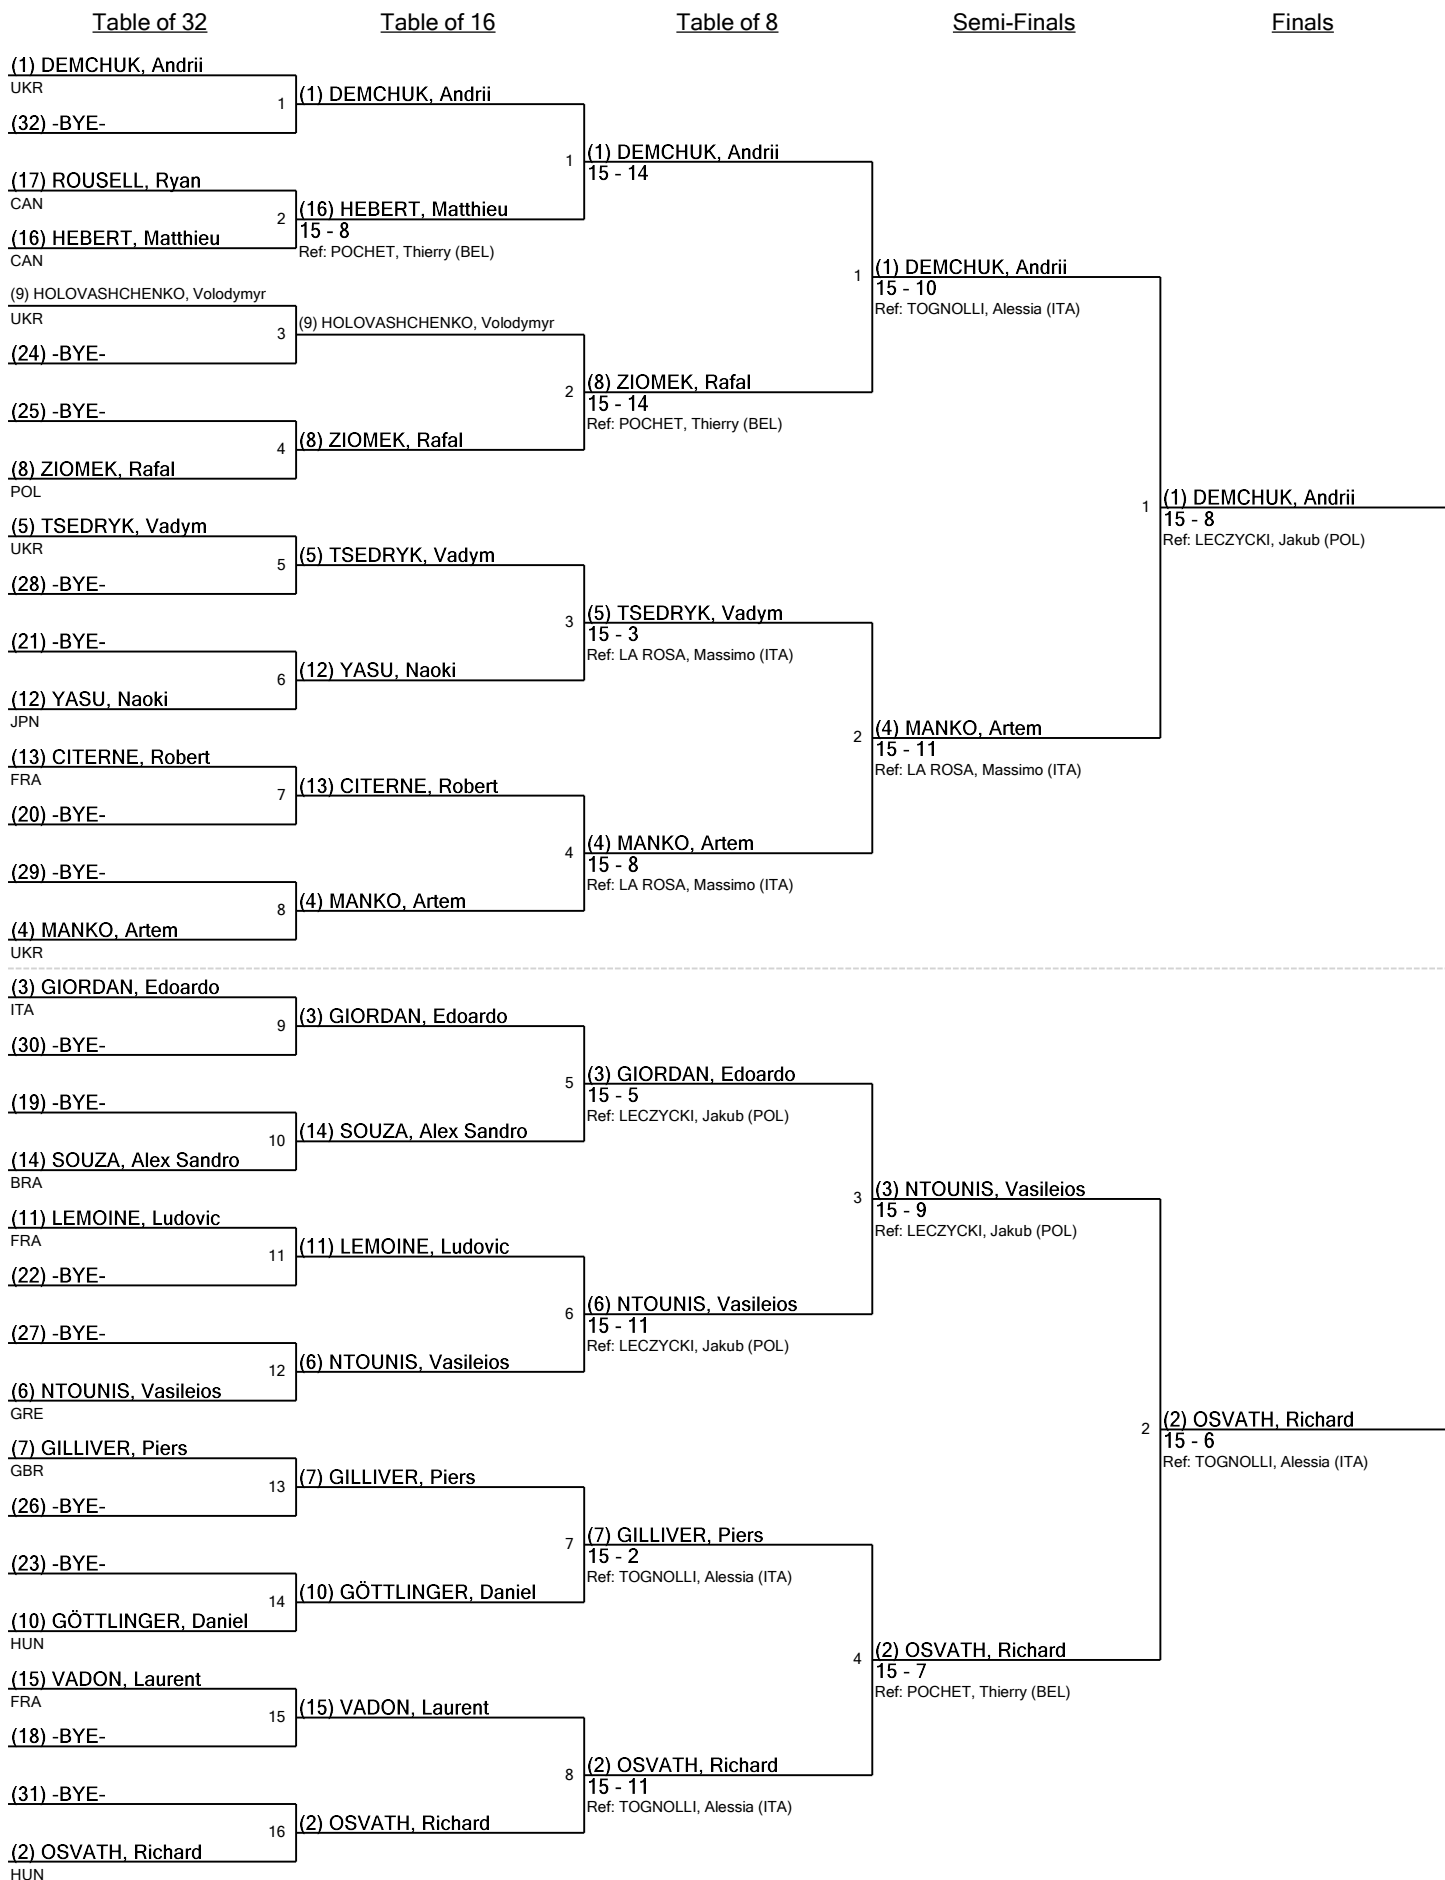 Table of 32
Table of 16
Table of 8
Semi-Finals
Finals
(1) DEMCHUK, Andrii
UKR
1
(32) -BYE-
(17) ROUSELL, Ryan
CAN
2
(16) HEBERT, Matthieu
CAN
(9) HOLOVASHCHENKO, Volodymyr
UKR
3
(24) -BYE-
(25) -BYE-
4
(8) ZIOMEK, Rafal
POL
(5) TSEDRYK, Vadym
UKR
5
(28) -BYE-
(21) -BYE-
6
(12) YASU, Naoki
JPN
(13) CITERNE, Robert
FRA
7
(20) -BYE-
(29) -BYE-
8
(4) MANKO, Artem
UKR
(3) GIORDAN, Edoardo
ITA
9
(30) -BYE-
(19) -BYE-
10
(14) SOUZA, Alex Sandro
BRA
(11) LEMOINE, Ludovic
FRA
11
(22) -BYE-
(27) -BYE-
12
(6) NTOUNIS, Vasileios
GRE
(7) GILLIVER, Piers
GBR
13
(26) -BYE-
(23) -BYE-
14
(10) GÖTTLINGER, Daniel
HUN
(15) VADON, Laurent
FRA
15
(18) -BYE-
(31) -BYE-
16
(2) OSVATH, Richard
HUN
(1) DEMCHUK, Andrii
1
(16) HEBERT, Matthieu
15 - 8
Ref: POCHET, Thierry (BEL)
(9) HOLOVASHCHENKO, Volodymyr
2
(8) ZIOMEK, Rafal
(5) TSEDRYK, Vadym
3
(12) YASU, Naoki
(13) CITERNE, Robert
4
(4) MANKO, Artem
(3) GIORDAN, Edoardo
5
(14) SOUZA, Alex Sandro
(11) LEMOINE, Ludovic
6
(6) NTOUNIS, Vasileios
(7) GILLIVER, Piers
7
(10) GÖTTLINGER, Daniel
(15) VADON, Laurent
8
(2) OSVATH, Richard
(1) DEMCHUK, Andrii
15 - 14
1
(8) ZIOMEK, Rafal
15 - 14
Ref: POCHET, Thierry (BEL)
(5) TSEDRYK, Vadym
15 - 3
Ref: LA ROSA, Massimo (ITA)
2
(4) MANKO, Artem
15 - 8
Ref: LA ROSA, Massimo (ITA)
(3) GIORDAN, Edoardo
15 - 5
Ref: LECZYCKI, Jakub (POL)
3
(6) NTOUNIS, Vasileios
15 - 11
Ref: LECZYCKI, Jakub (POL)
(7) GILLIVER, Piers
15 - 2
Ref: TOGNOLLI, Alessia (ITA)
4
(2) OSVATH, Richard
15 - 11
Ref: TOGNOLLI, Alessia (ITA)
(1) DEMCHUK, Andrii
15 - 10
Ref: TOGNOLLI, Alessia (ITA)
1
(4) MANKO, Artem
15 - 11
Ref: LA ROSA, Massimo (ITA)
(3) NTOUNIS, Vasileios
15 - 9
Ref: LECZYCKI, Jakub (POL)
2
(2) OSVATH, Richard
15 - 7
Ref: POCHET, Thierry (BEL)
(1) DEMCHUK, Andrii
15 - 8
Ref: LECZYCKI, Jakub (POL)
(2) OSVATH, Richard
15 - 6
Ref: TOGNOLLI, Alessia (ITA)